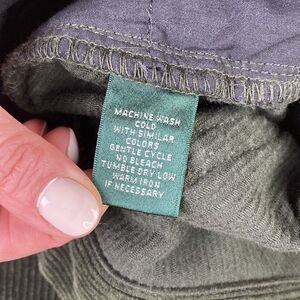 MACHINE WASH
COLD
WITH SIMILAR
COLORS
GENTLE CYCLE
NO BLEACH
TUMBLE DRY LOW
WARM IRON
IF NECESSARY